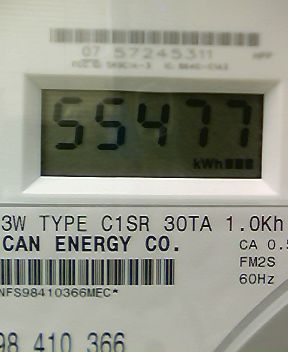 07 57245311
55477
kWh
3W TYPE C1SR 30TA 1.0Kh
CAN ENERGY CO.
CA 0.5
FM2S
60Hz
NFS98410366MEC*
98 410 366